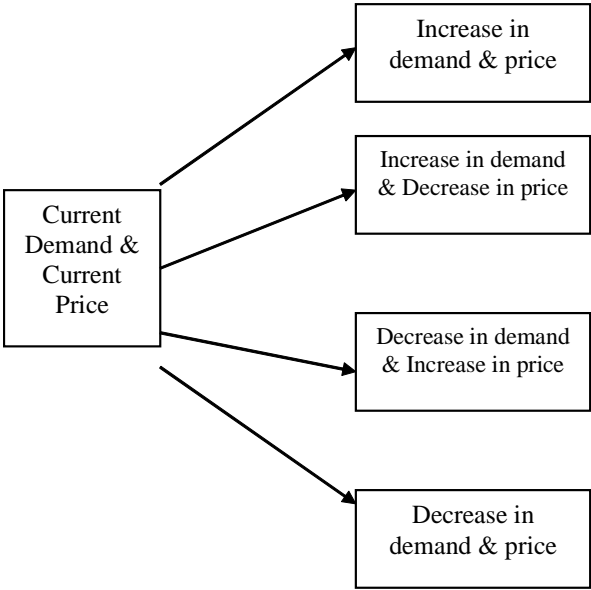 Current
Demand &
Current
Price
Increase in
demand & price
Increase in demand
& Decrease in price
Decrease in demand
& Increase in price
Decrease in
demand & price